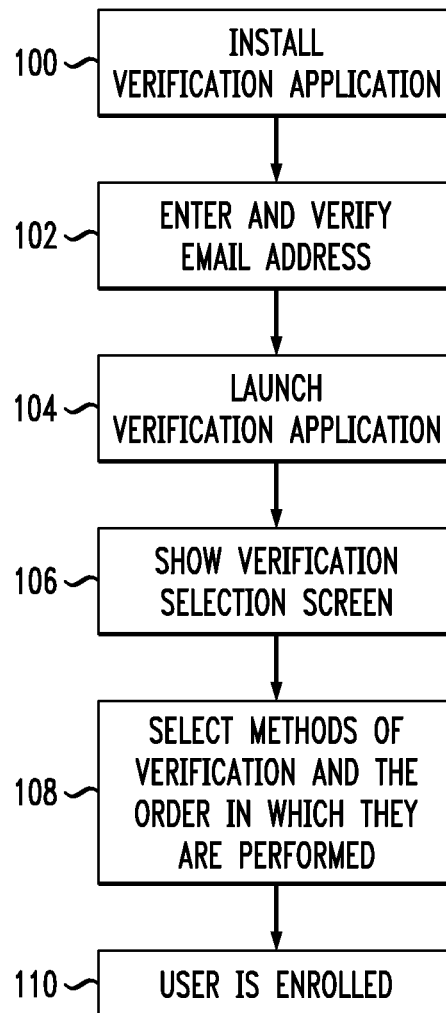 100
INSTALL
VERIFICATION APPLICATION
102
ENTER AND VERIFY
EMAIL ADDRESS
104
LAUNCH
VERIFICATION APPLICATION
106
SHOW VERIFICATION
SELECTION SCREEN
108
SELECT METHODS OF
VERIFICATION AND THE
ORDER IN WHICH THEY
ARE PERFORMED
110
USER IS ENROLLED